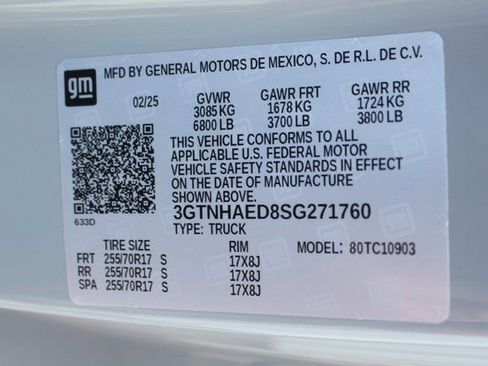 gm
MFD BY GENERAL MOTORS DE MEXICO, S. DE R.L. DE C.V.
02/25 GVWR GAWR FRT GAWR RR
3085 KG 1678 KG 1724 KG
6800 LB 3700 LB 3800 LB
THIS VEHICLE CONFORMS TO ALL
APPLICABLE U.S. FEDERAL MOTOR
VEHICLE SAFETY STANDARDS IN EFFECT
ON THE DATE OF MANUFACTURE
SHOWN ABOVE.
633D
3GTNHAED8SG271760
TYPE: TRUCK
TIRE SIZE RIM MODEL: 80TC10903
FRT 255/70R17 S 17X8J
RR 255/70R17 S 17X8J
SPA 255/70R17 S 17X8J